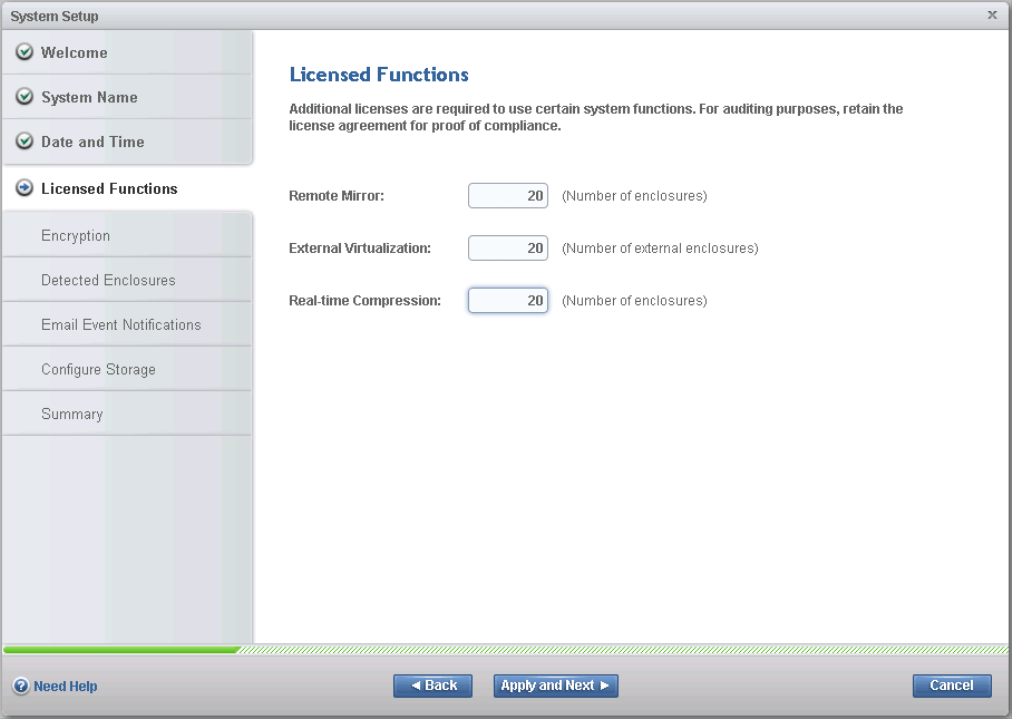 System Setup
x
Welcome
System Name
Date and Time
Licensed Functions
Encryption
Detected Enclosures
Email Event Notifications
Configure Storage
Summary
Licensed Functions
Additional licenses are required to use certain system functions. For auditing purposes, retain the
license agreement for proof of compliance.
Remote Mirror: 20 (Number of enclosures)
External Virtualization: 20 (Number of external enclosures)
Real-time Compression: 20 (Number of enclosures)
? Need Help
Back
Apply and Next
Cancel